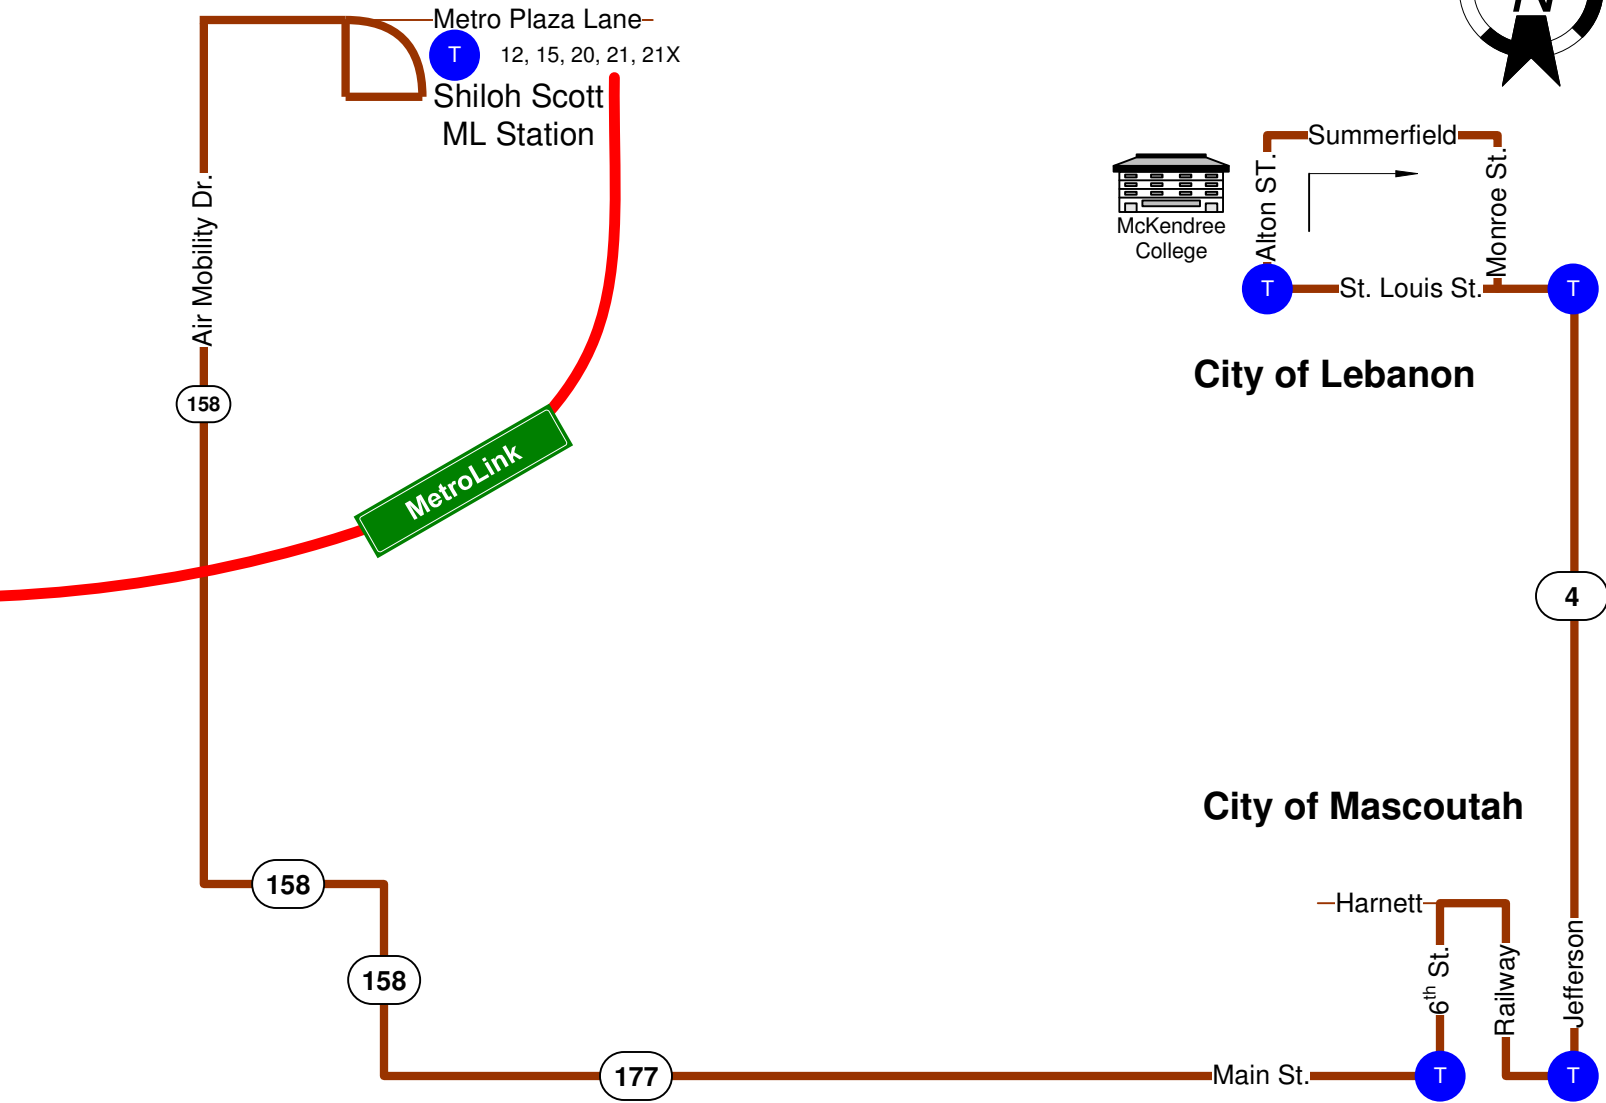 N
Metro Plaza Lane
T
12, 15, 20, 21, 21X
Shiloh Scott
ML Station
Summerfield
Alton ST.
Monroe St.
McKendree
College
T
St. Louis St.
T
Air Mobility Dr.
City of Lebanon
158
MetroLink
4
City of Mascoutah
158
Harnett
6th St.
Railway
Jefferson
158
177
Main St.
T
T